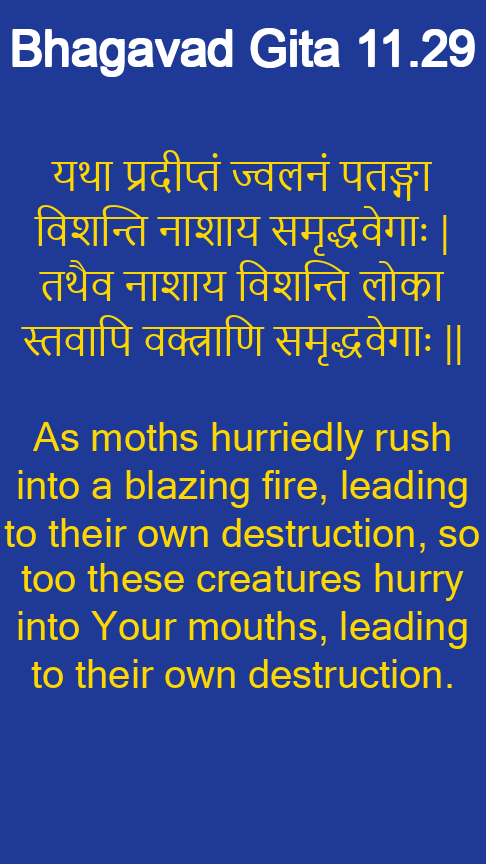 Bhagavad Gita 11.29
यथा प्रदीप्तं ज्वलनं पतङ्गा
विशन्ति नाशाय समृद्धवेगाः |
तथैव नाशाय विशन्ति लोका
स्तवापि वक्त्राणि समृद्धवेगाः ||
As moths hurriedly rush
into a blazing fire, leading
to their own destruction, so
too these creatures hurry
into Your mouths, leading
to their own destruction.